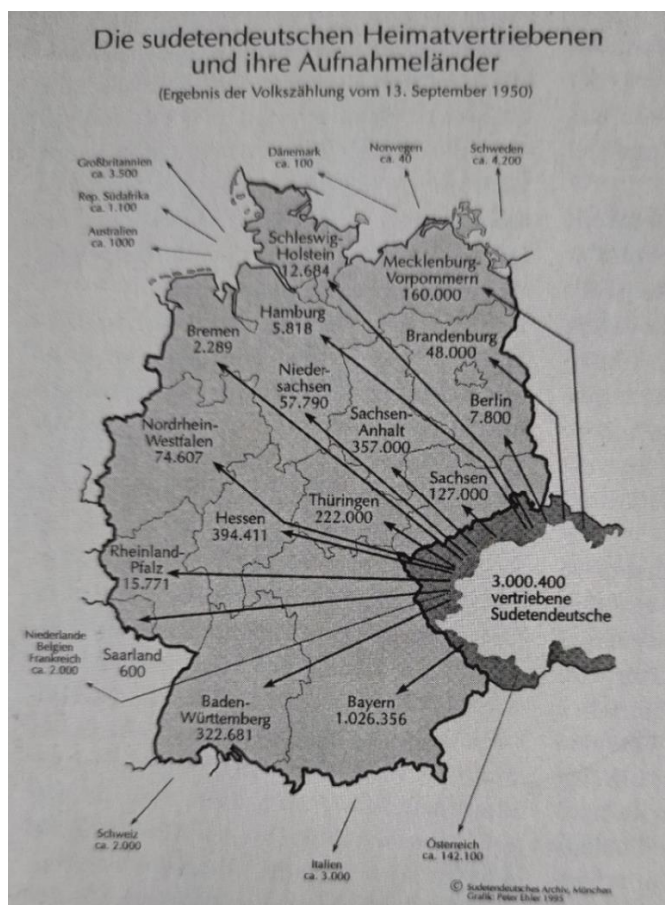 Die sudetendeutschen Heimatvertriebenen
und ihre Aufnahmeländer
(Ergebnis der Volkszählung vom 13. September 1950)
Großbritannien
ca. 3.500
Rep. Südafrika
ca. 1.100
Australien
ca. 1000
Dänemark
ca. 100
Norwegen
ca. 40
Schweden
ca. 4.200
Schleswig-
Holstein
12.684
Mecklenburg-
Vorpommern
160.000
Hamburg
5.818
Bremen
2.289
Brandenburg
48.000
Nieder-
sachsen
57.790
Berlin
7.800
Sachsen-
Anhalt
357.000
Nordrhein-
Westfalen
74.607
Sachsen
127.000
Thüringen
222.000
Hessen
394.411
Rheinland-
Pfalz
15.771
3.000.400
vertriebene
Sudetendeutsche
Niederlande
Belgien
Frankreich
ca. 2.000
Saarland
600
Baden-
Württemberg
322.681
Bayern
1.026.356
Schweiz
ca. 2.000
Italien
ca. 3.000
Österreich
ca. 142.100
© Sudetendeutsches Archiv, München
Grafik: Peter Ehler 1995